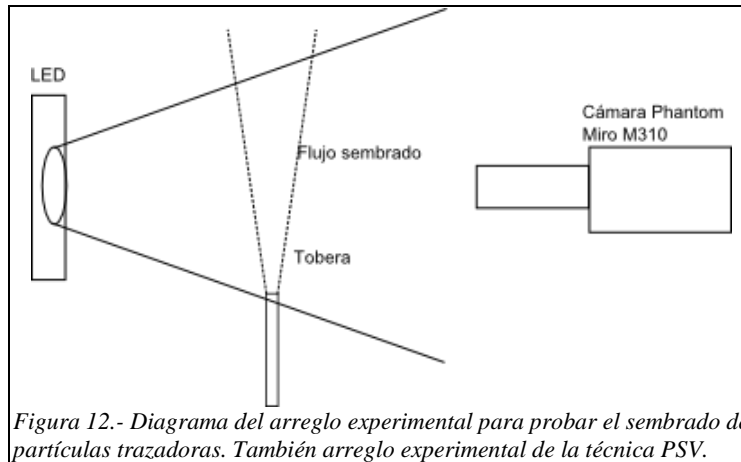 LED
Cámara Phantom
Miro M310
Flujo sembrado
Tobera
Figura 12.- Diagrama del arreglo experimental para probar el sembrado de
partículas trazadoras. También arreglo experimental de la técnica PSV.